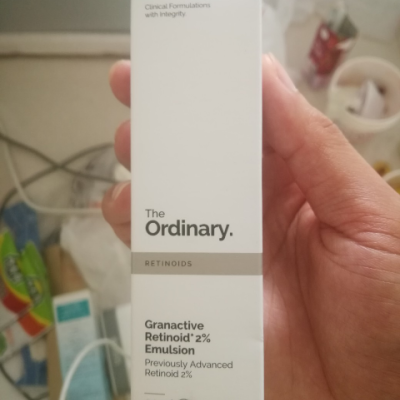 Clinical Formulations
with Integrity.
The
Ordinary.
RETINOIDS
Granactive
Retinoid* 2%
Emulsion
Previously Advanced
Retinoid 2%